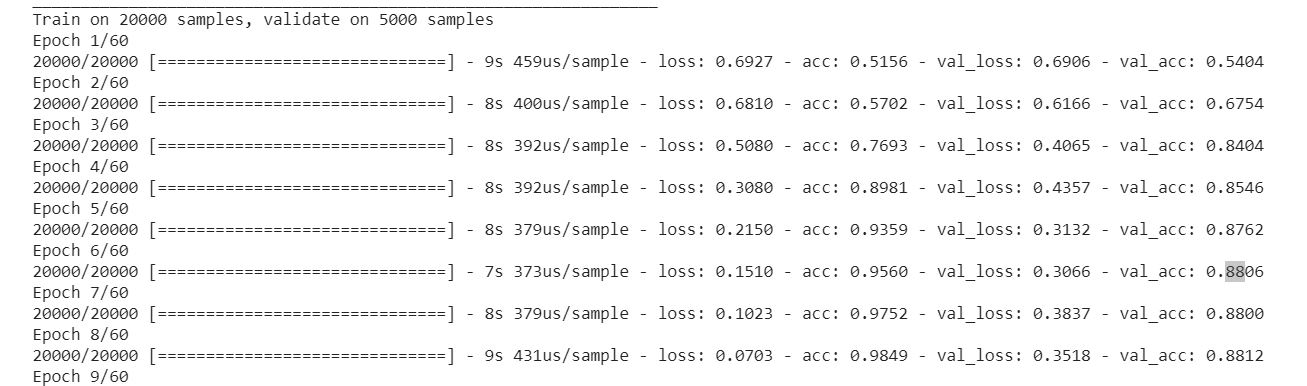 Train on 20000 samples, validate on 5000 samples
Epoch 1/60
20000/20000 [==============================] - 9s 459us/sample - loss: 0.6927 - acc: 0.5156 - val_loss: 0.6906 - val_acc: 0.5404
Epoch 2/60
20000/20000 [==============================] - 8s 400us/sample - loss: 0.6810 - acc: 0.5702 - val_loss: 0.6166 - val_acc: 0.6754
Epoch 3/60
20000/20000 [==============================] - 8s 392us/sample - loss: 0.5080 - acc: 0.7693 - val_loss: 0.4065 - val_acc: 0.8404
Epoch 4/60
20000/20000 [==============================] - 8s 392us/sample - loss: 0.3080 - acc: 0.8981 - val_loss: 0.4357 - val_acc: 0.8546
Epoch 5/60
20000/20000 [==============================] - 8s 379us/sample - loss: 0.2150 - acc: 0.9359 - val_loss: 0.3132 - val_acc: 0.8762
Epoch 6/60
20000/20000 [==============================] - 7s 373us/sample - loss: 0.1510 - acc: 0.9560 - val_loss: 0.3066 - val_acc: 0.8806
Epoch 7/60
20000/20000 [==============================] - 8s 379us/sample - loss: 0.1023 - acc: 0.9752 - val_loss: 0.3837 - val_acc: 0.8800
Epoch 8/60
20000/20000 [==============================] - 9s 431us/sample - loss: 0.0703 - acc: 0.9849 - val_loss: 0.3518 - val_acc: 0.8812
Epoch 9/60